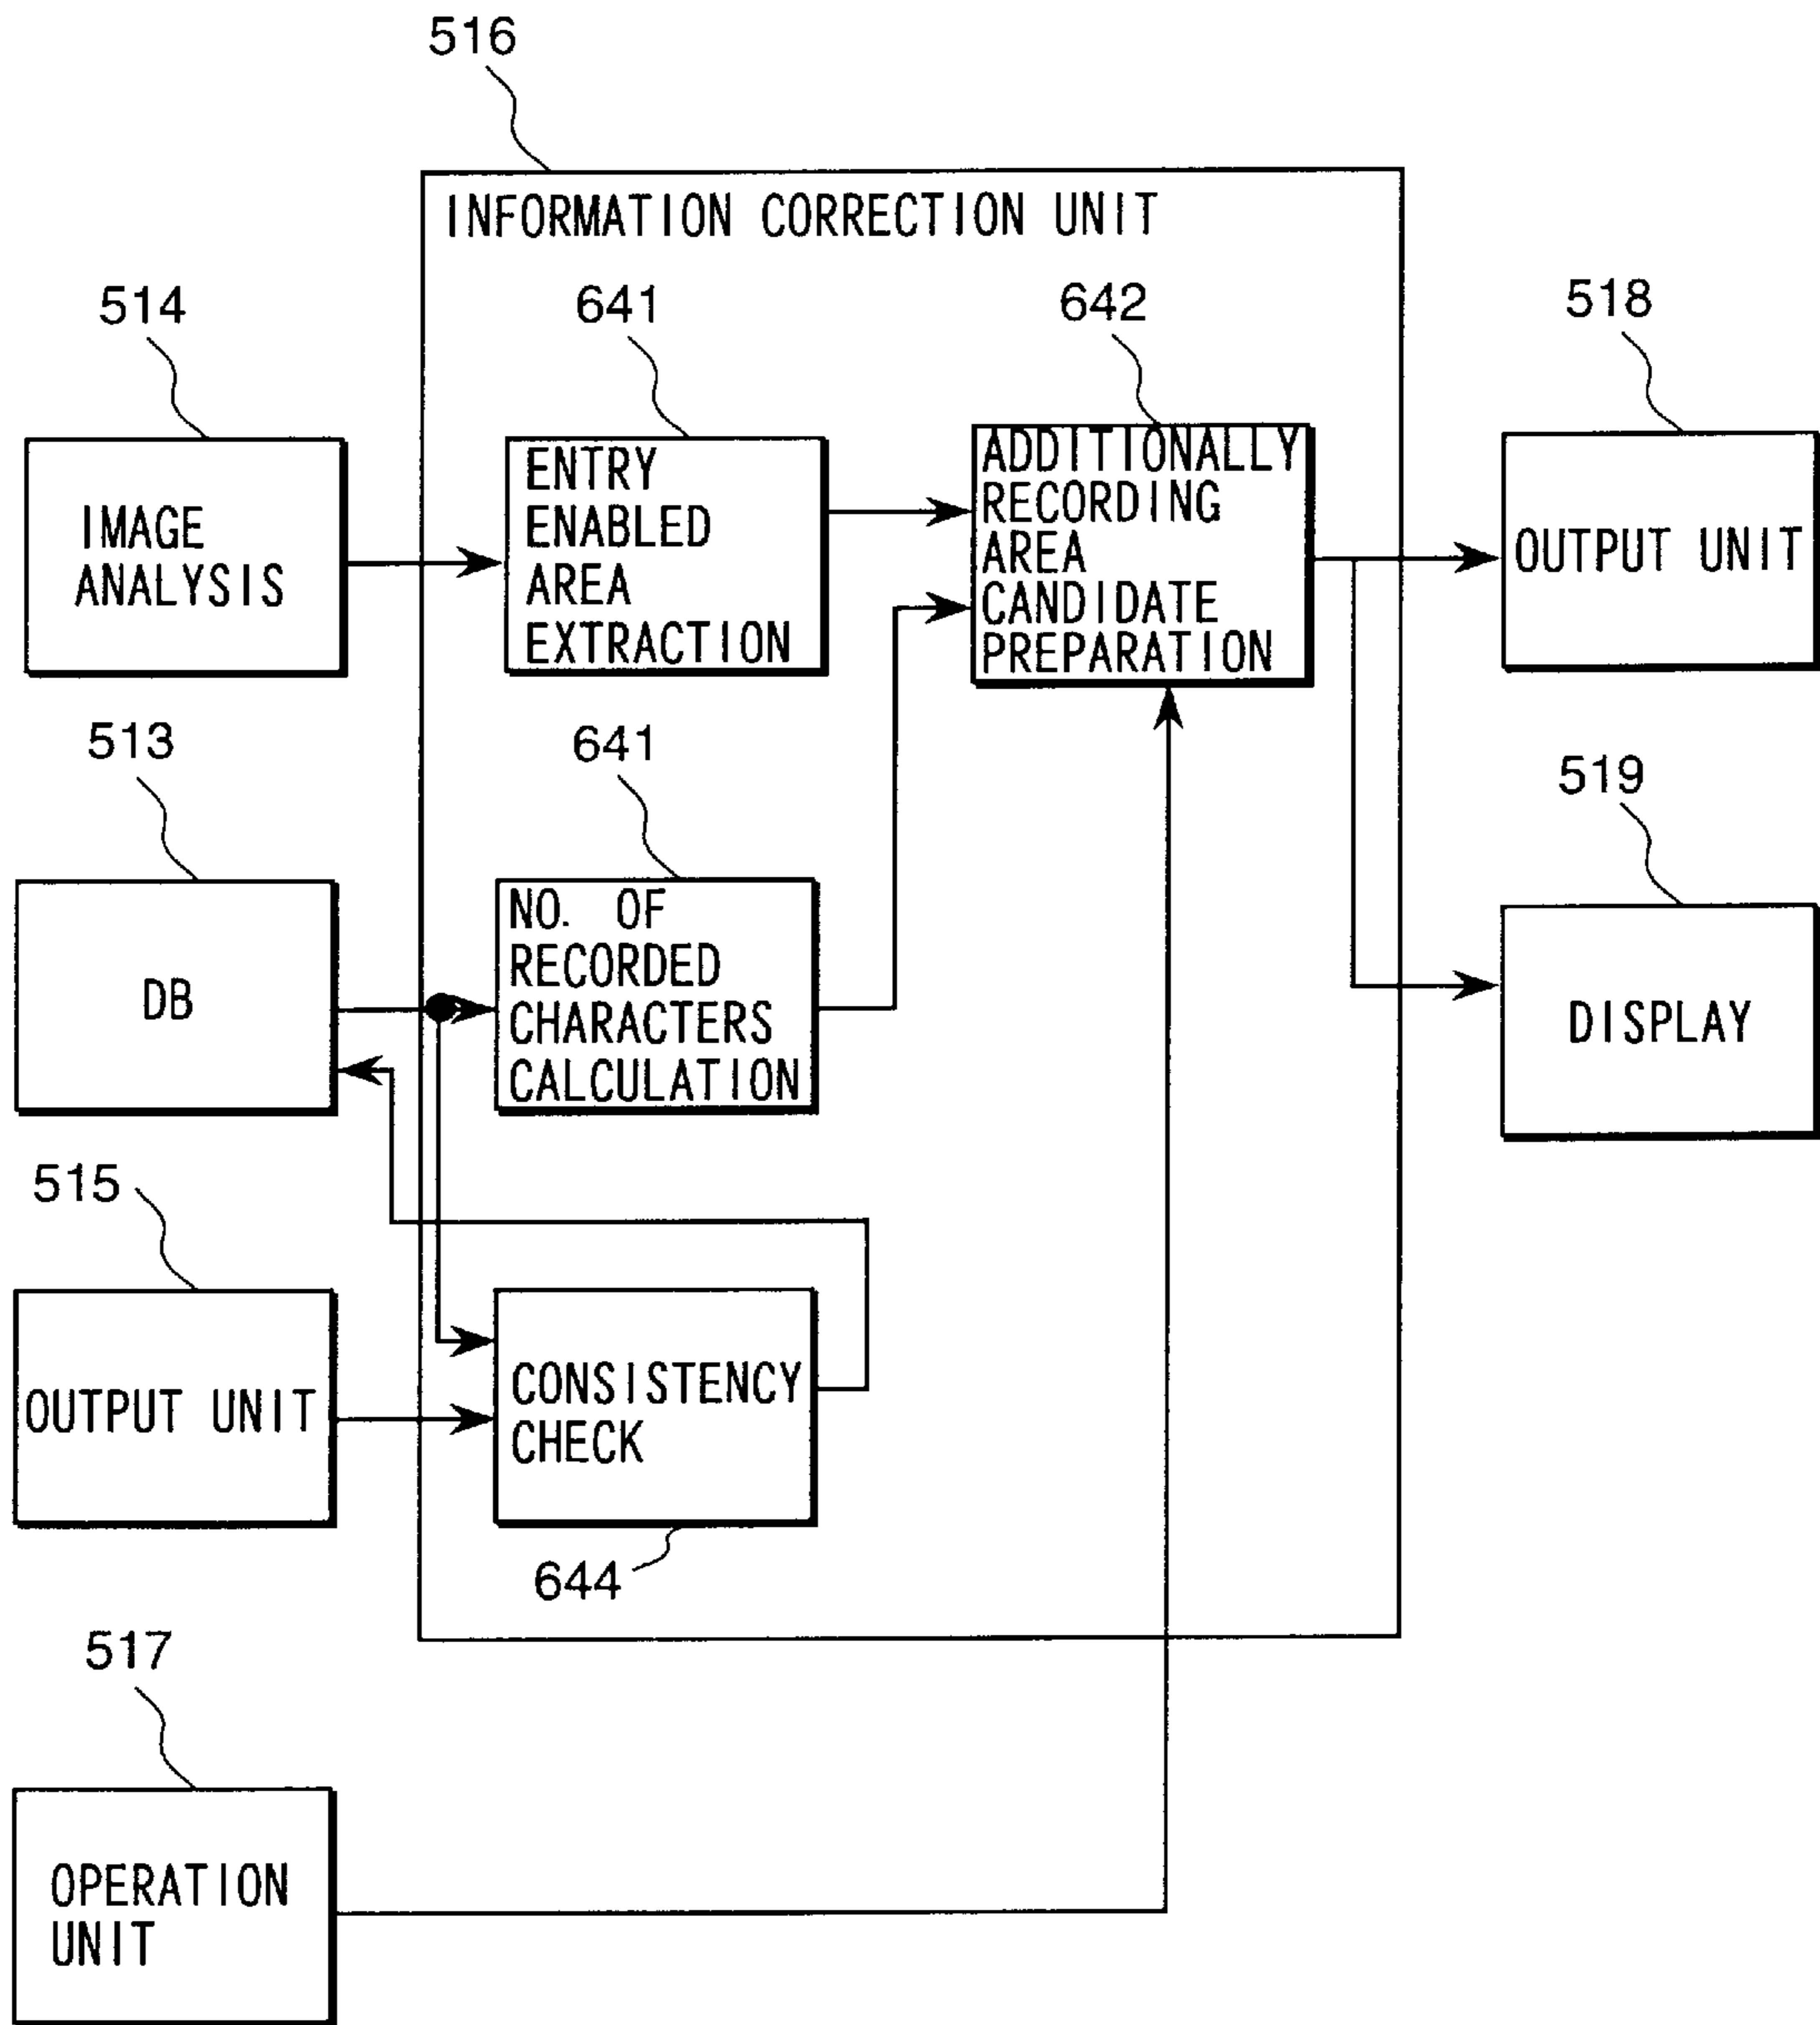 516
INFORMATION CORRECTION UNIT
514
641
642
518
IMAGE
ANALYSIS
ENTRY
ENABLED
AREA
EXTRACTION
ADDITIONALLY
RECORDING
AREA
CANDIDATE
PREPARATION
OUTPUT UNIT
513
641
519
DB
NO. OF
RECORDED
CHARACTERS
CALCULATION
DISPLAY
515
OUTPUT UNIT
CONSISTENCY
CHECK
644
517
OPERATION
UNIT